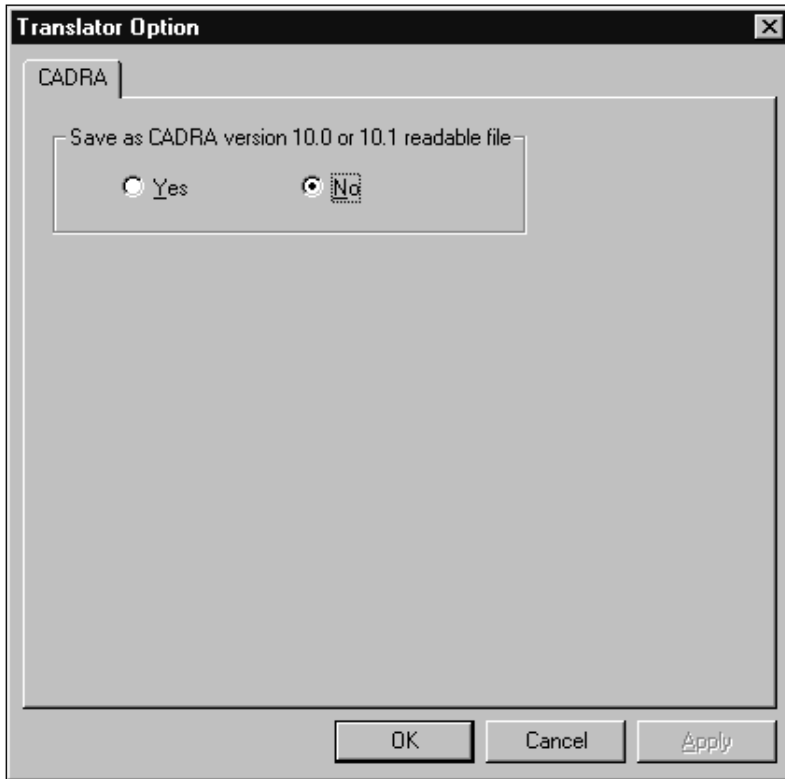 Translator Option
CADRA
Save as CADRA version 10.0 or 10.1 readable file
Yes No
OK Cancel Apply